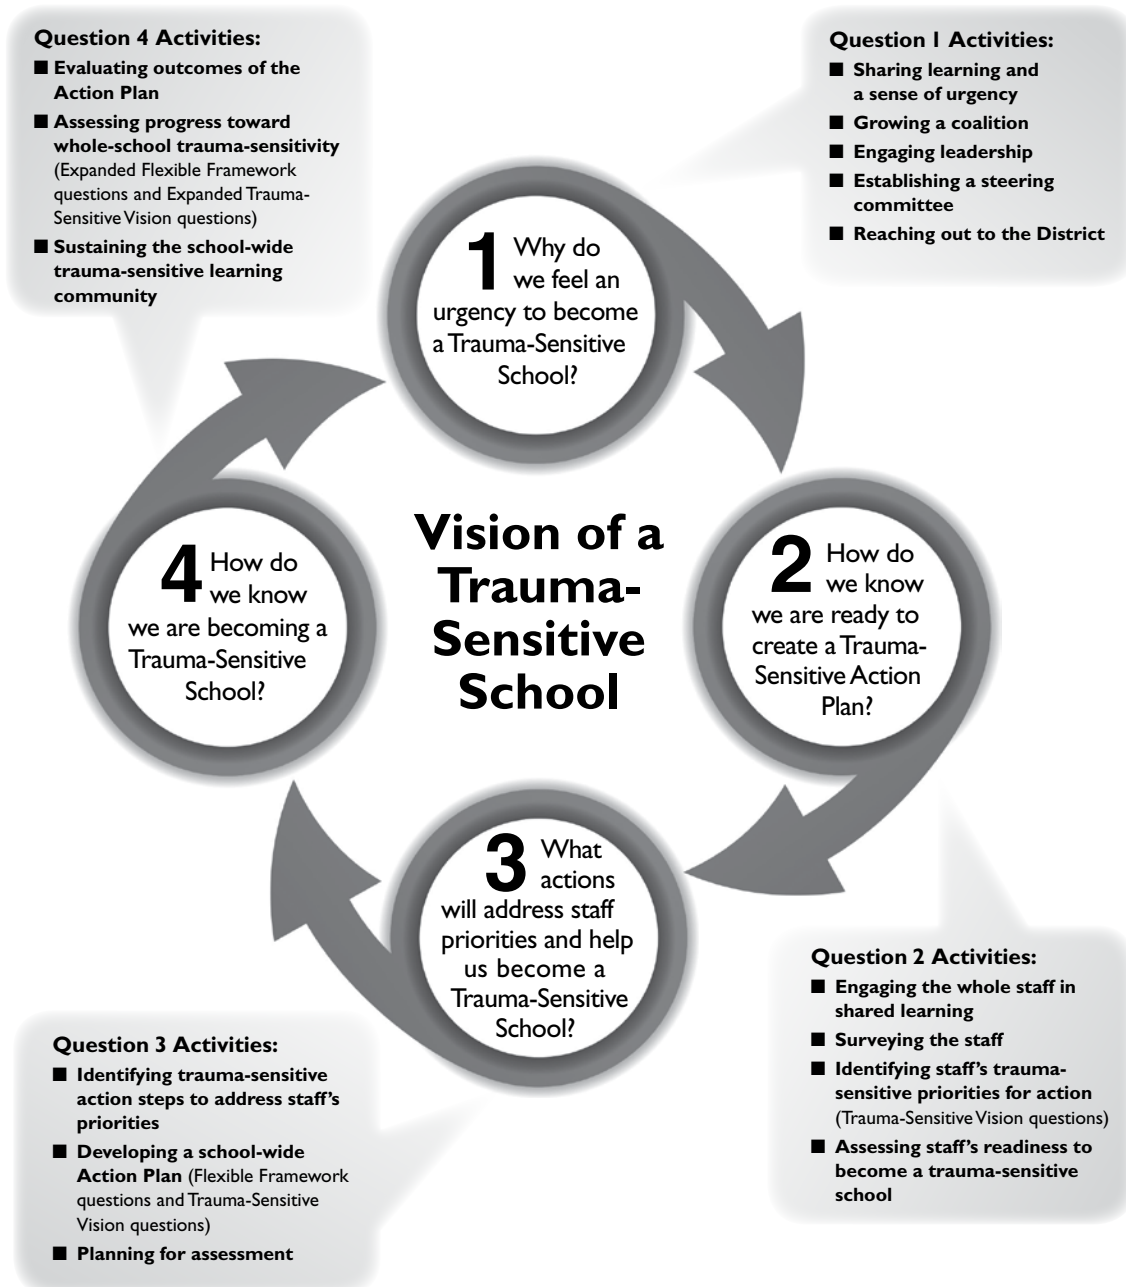 Question 4 Activities:
■ Evaluating outcomes of the
Action Plan
■ Assessing progress toward
whole-school trauma-sensitivity
(Expanded Flexible Framework
questions and Expanded Trauma-
Sensitive Vision questions)
■ Sustaining the school-wide
trauma-sensitive learning
community
Question 1 Activities:
■ Sharing learning and
a sense of urgency
■ Growing a coalition
■ Engaging leadership
■ Establishing a steering
committee
■ Reaching out to the District
1 Why do
we feel an
urgency to become
a Trauma-Sensitive
School?
4 How do
we know
we are becoming a
Trauma-Sensitive
School?
Vision of a
Trauma-
Sensitive
School
2 How do
we know
we are ready to
create a Trauma-
Sensitive Action
Plan?
3 What
actions
will address staff
priorities and help
us become a
Trauma-Sensitive
School?
Question 3 Activities:
■ Identifying trauma-sensitive
action steps to address staff’s
priorities
■ Developing a school-wide
Action Plan (Flexible Framework
questions and Trauma-Sensitive
Vision questions)
■ Planning for assessment
Question 2 Activities:
■ Engaging the whole staff in
shared learning
■ Surveying the staff
■ Identifying staff’s trauma-
sensitive priorities for action
(Trauma-Sensitive Vision questions)
■ Assessing staff’s readiness to
become a trauma-sensitive
school